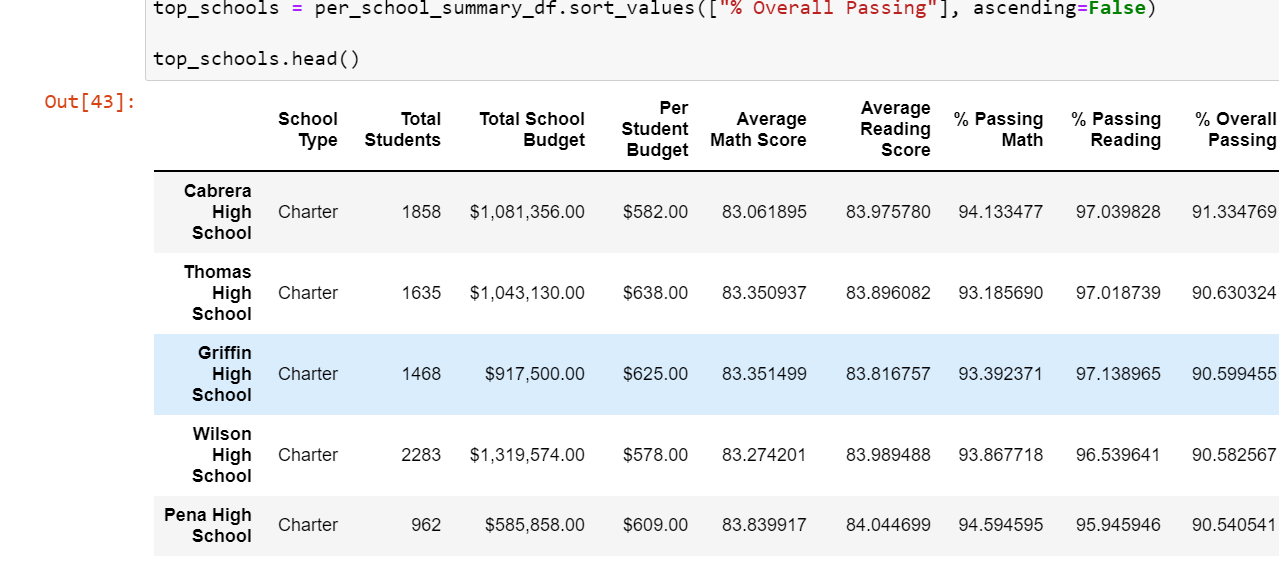 top_schools = per_school_summary_df.sort_values(["% Overall Passing"], ascending=False)
top_schools.head()
Out[43]:
School Type Total Students Total School Budget Per Student Budget Average Math Score Average Reading Score % Passing Math % Passing Reading % Overall Passing
Cabrera High School Charter 1858 $1,081,356.00 $582.00 83.061895 83.975780 94.133477 97.039828 91.334769
Thomas High School Charter 1635 $1,043,130.00 $638.00 83.350937 83.896082 93.185690 97.018739 90.630324
Griffin High School Charter 1468 $917,500.00 $625.00 83.351499 83.816757 93.392371 97.138965 90.599455
Wilson High School Charter 2283 $1,319,574.00 $578.00 83.274201 83.989488 93.867718 96.539641 90.582567
Pena High School Charter 962 $585,858.00 $609.00 83.839917 84.044699 94.594595 95.945946 90.540541